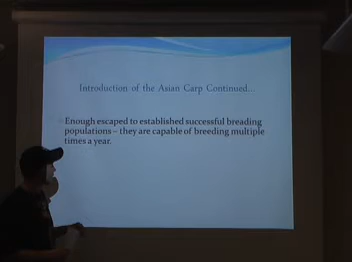 Introduction of the Asian Carp Continued...
Enough escaped to established successful breading
populations – they are capable of breeding multiple
times a year.